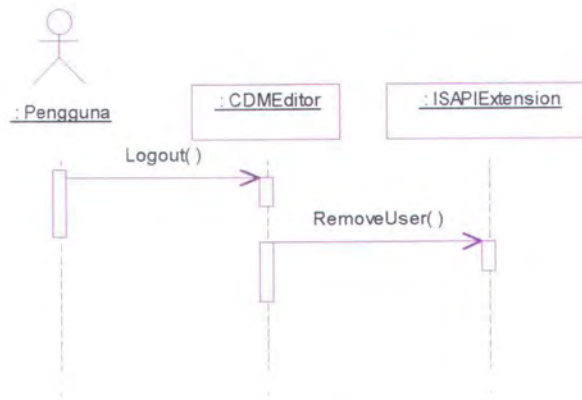 : Pengguna
: CDMEditor
: ISAPIExtension
Logout( )
RemoveUser( )